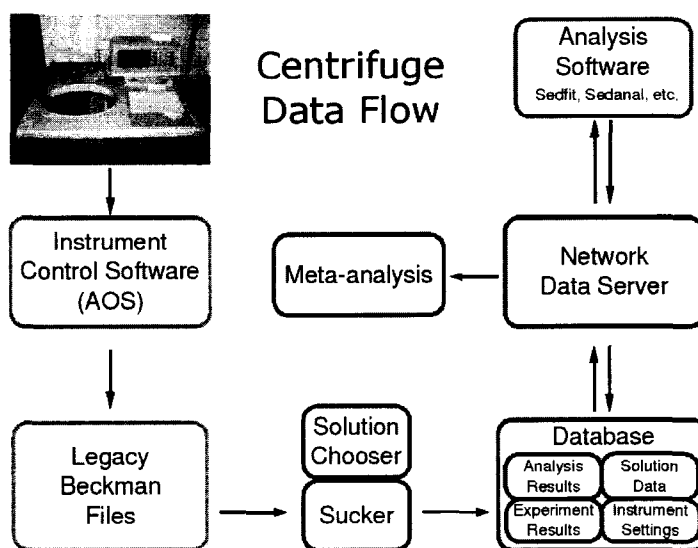 Centrifuge
Data Flow
Analysis
Software
Sedfit, Sedanal, etc.
Instrument
Control Software
(AOS)
Meta-analysis
Network
Data Server
Legacy
Beckman
Files
Solution
Chooser
Sucker
Database
Analysis
Results
Solution
Data
Experiment
Results
Instrument
Settings